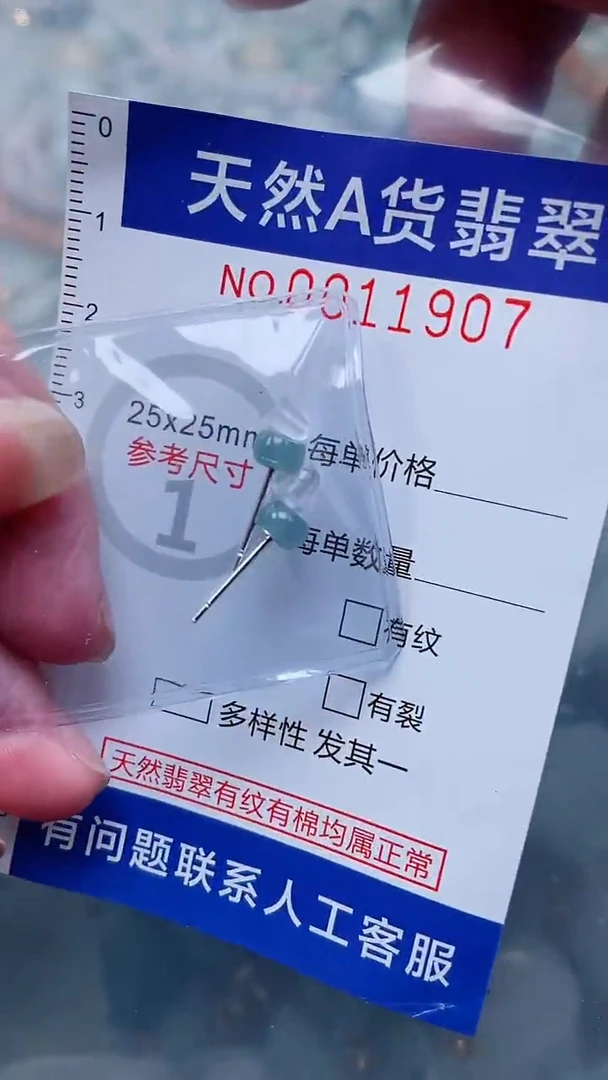 0
天然A货翡翠
1
NO.0011907
2
3
25x25mm
参考尺寸
1
每单价格
每单数量
有纹
有裂
多样性 发其一
天然翡翠有纹有棉均属正常
有问题联系人工客服